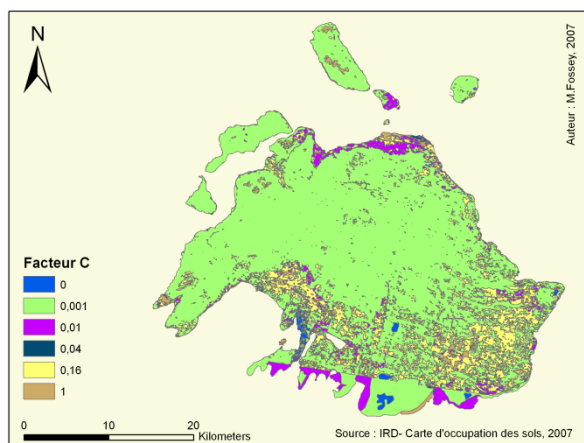 N
Auteur : M.Fossey, 2007
Facteur C
0
0,001
0,01
0,04
0,16
1
0 10 20
Kilometers
Source : IRD- Carte d'occupation des sols, 2007